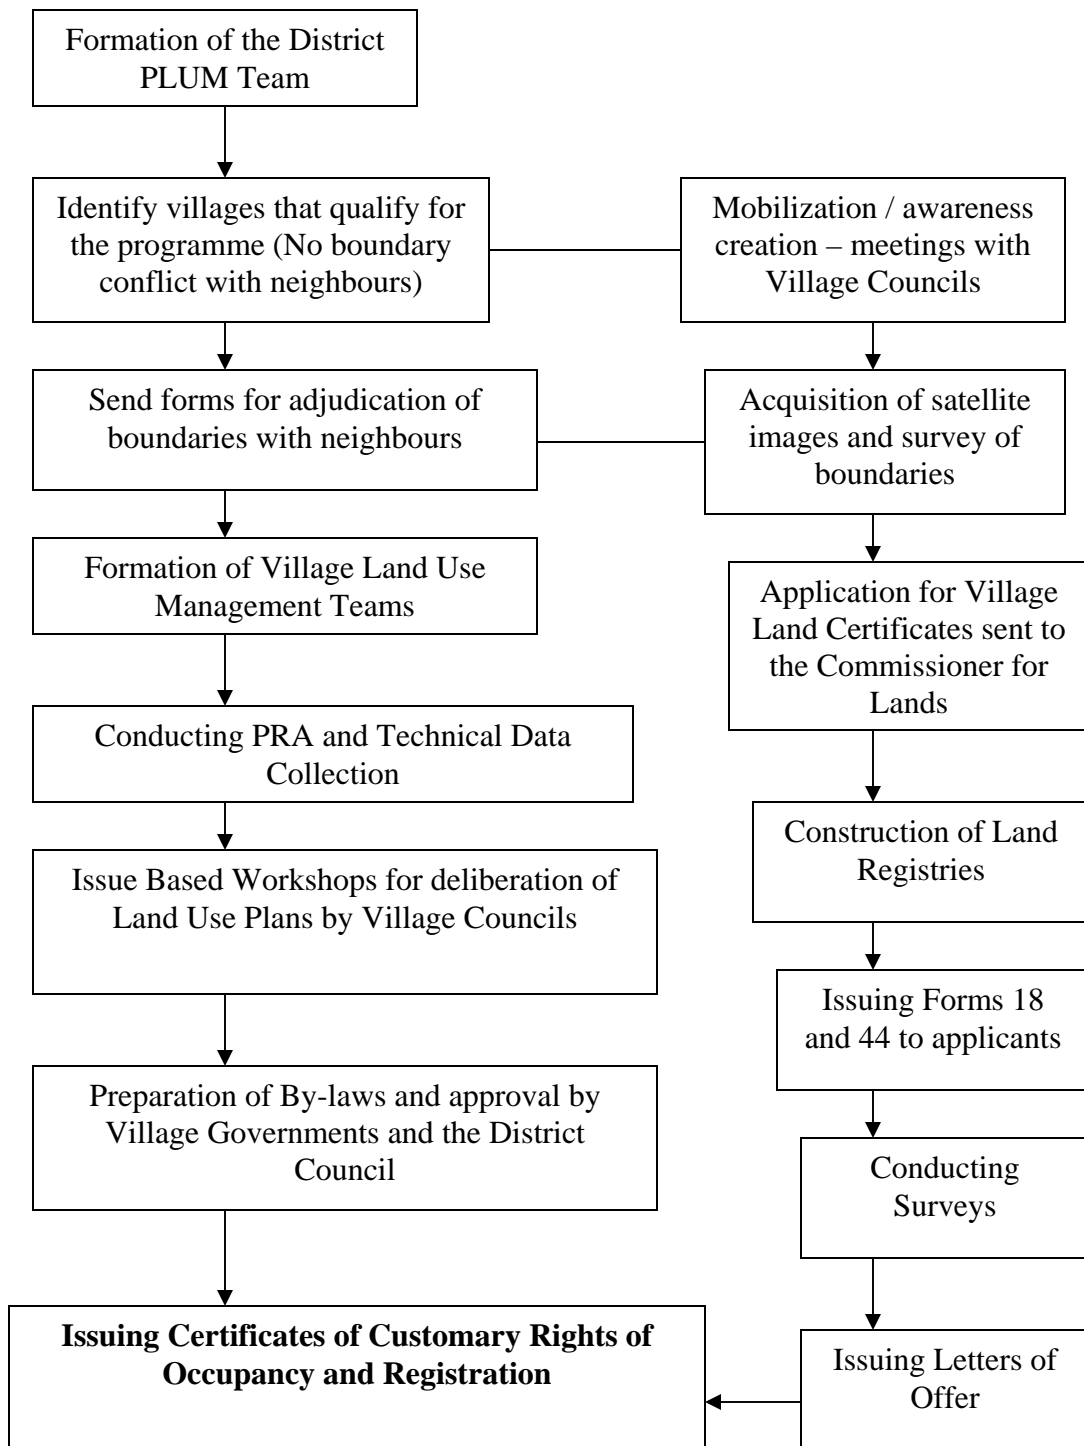 Formation of the District
PLUM Team
Identify villages that qualify for
the programme (No boundary
conflict with neighbours)
Mobilization / awareness
creation – meetings with
Village Councils
Send forms for adjudication of
boundaries with neighbours
Acquisition of satellite
images and survey of
boundaries
Formation of Village Land Use
Management Teams
Application for Village
Land Certificates sent to
the Commissioner for
Lands
Conducting PRA and Technical Data
Collection
Construction of Land
Registries
Issue Based Workshops for deliberation of
Land Use Plans by Village Councils
Issuing Forms 18
and 44 to applicants
Preparation of By-laws and approval by
Village Governments and the District
Council
Conducting
Surveys
Issuing Certificates of Customary Rights of
Occupancy and Registration
Issuing Letters of
Offer